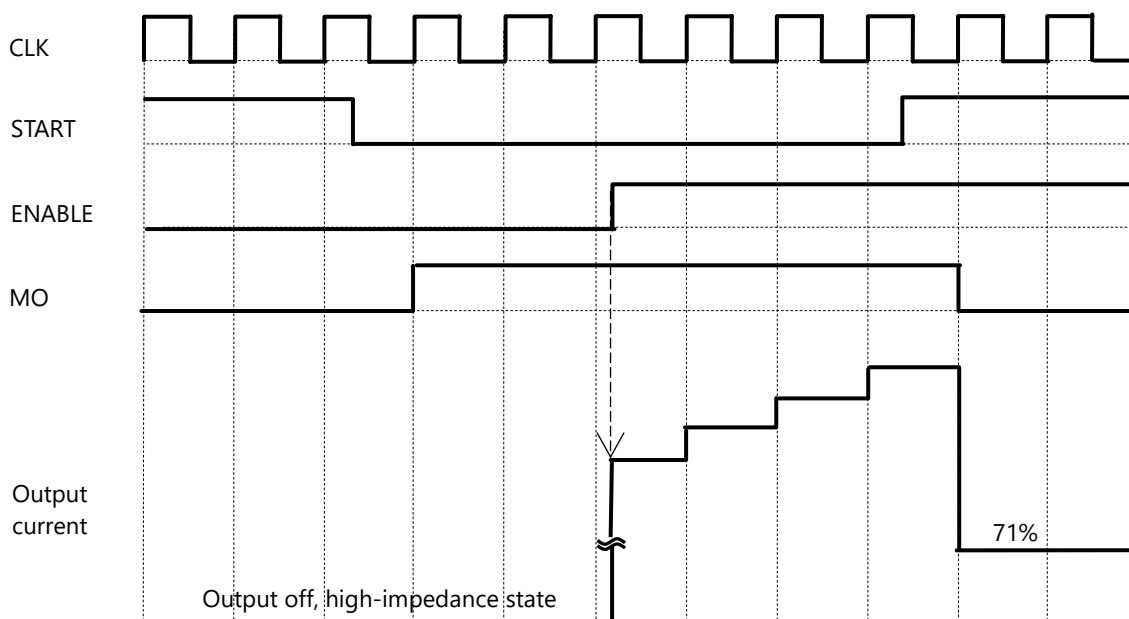 CLK
START
ENABLE
MO
Output
current
71%
Output off, high-impedance state